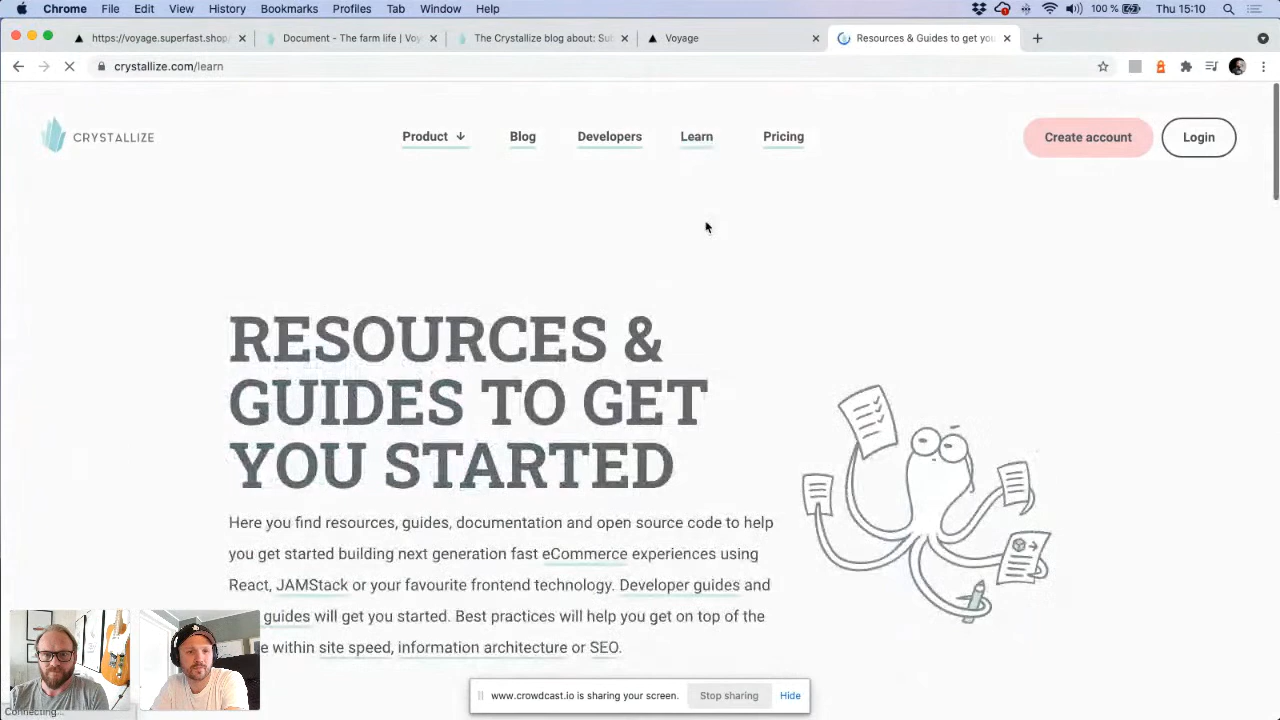 Chrome File Edit View History Bookmarks Profiles Tab Window Help 100 % Thu 15:10
https://voyage.superfast.shop/ Document - The farm life | Voy The Crystallize blog about: Sub Voyage Resources & Guides to get you
crystallize.com/learn
CRYSTALLIZE
Product Blog Developers Learn Pricing Create account Login
RESOURCES &
GUIDES TO GET
YOU STARTED
Here you find resources, guides, documentation and open source code to help
you get started building next generation fast eCommerce experiences using
React, JAMStack or your favourite frontend technology. Developer guides and
guides will get you started. Best practices will help you get on top of the
e within site speed, information architecture or SEO.
www.crowdcast.io is sharing your screen. Stop sharing Hide
Connecting...